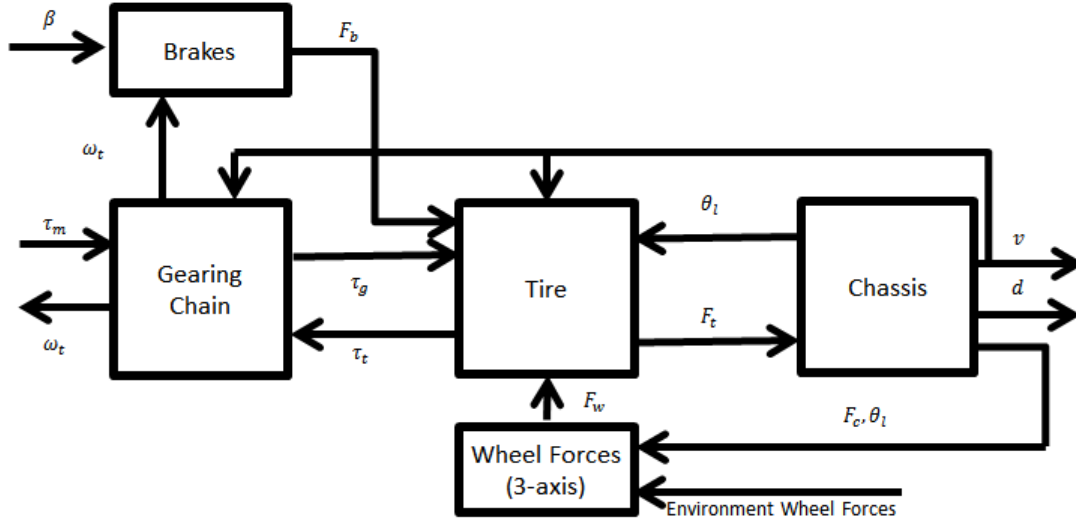 β
Brakes
F_b
ω_t
τ_m
Gearing
Chain
ω_t
τ_g
τ_t
Tire
θ_l
F_t
Chassis
v
d
F_w
F_c, θ_l
Wheel Forces
(3-axis)
Environment Wheel Forces